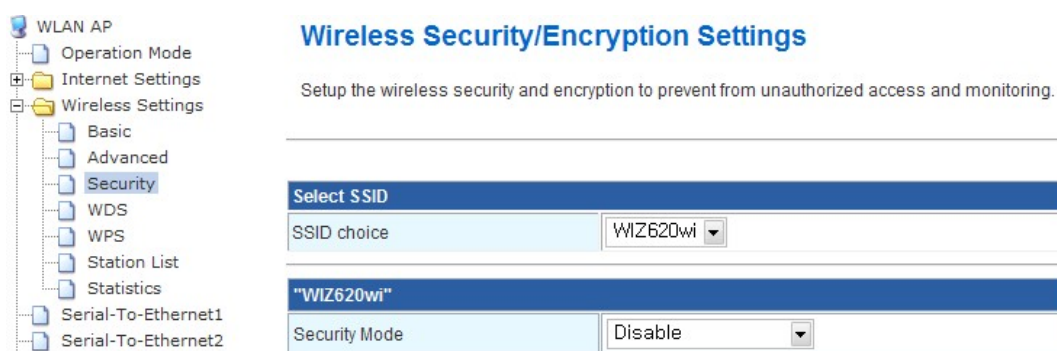 WLAN AP
Operation Mode
Internet Settings
Wireless Settings
Basic
Advanced
Security
WDS
WPS
Station List
Statistics
Serial-To-Ethernet1
Serial-To-Ethernet2
Wireless Security/Encryption Settings
Setup the wireless security and encryption to prevent from unauthorized access and monitoring.
Select SSID
SSID choice WIZ620wi
"WIZ620wi"
Security Mode Disable